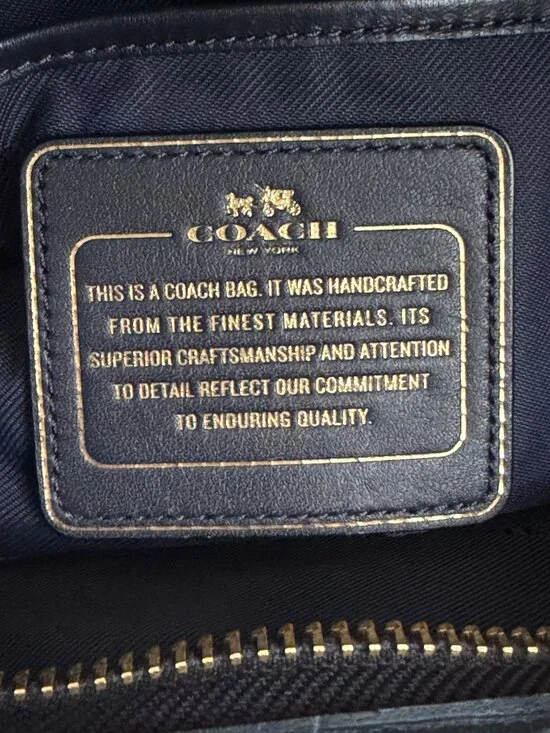 COACH
NEW YORK
THIS IS A COACH BAG. IT WAS HANDCRAFTED
FROM THE FINEST MATERIALS. ITS
SUPERIOR CRAFTSMANSHIP AND ATTENTION
TO DETAIL REFLECT OUR COMMITMENT
TO ENDURING QUALITY.